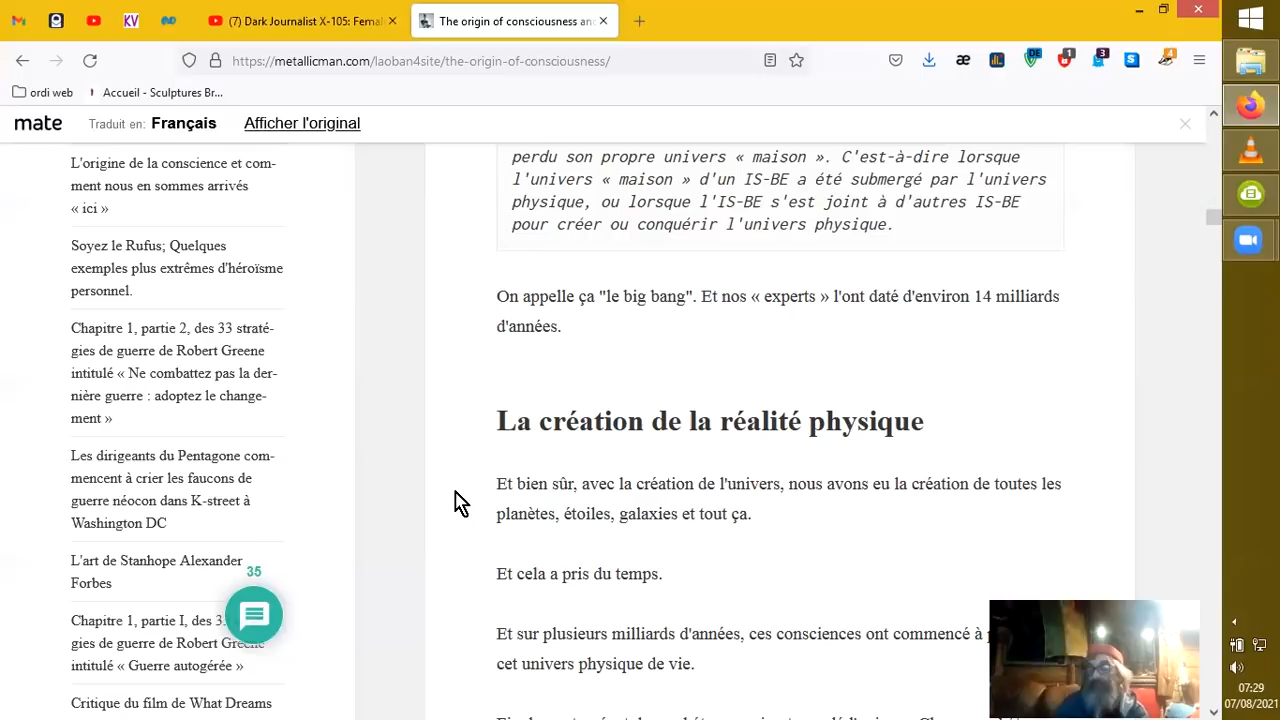 (7) Dark Journalist X-105: Femal
The origin of consciousness and
https://metallicmen.com/laoban4site/the-origin-of-consciousness/
DE
1
3
4
ordi web
Accueil - Sculptures Br...
mate
Traduit en: Français
Afficher l'original
L'origine de la conscience et com-
ment nous en sommes arrivés
« ici »
Soyez le Rufus; Quelques
exemples plus extrêmes d'héroïsme
personnel.
Chapitre 1, partie 2, des 33 straté-
gies de guerre de Robert Greene
intitulé « Ne combattez pas la der-
nière guerre : adoptez le change-
ment »
Les dirigeants du Pentagone com-
mencent à crier les faucons de
guerre néocon dans K-street à
Washington DC
L'art de Stanhope Alexander
Forbes
35
Chapitre 1, partie I, des
gies de guerre de Robert Greene
intitulé « Guerre autogérée »
Critique du film de What Dreams
perdu son propre univers « maison ». C'est-à-dire lorsque
l'univers « maison » d'un IS-BE a été submergé par l'univers
physique, ou lorsque l'IS-BE s'est joint à d'autres IS-BE
pour créer ou conquérir l'univers physique.
On appelle ça "le big bang". Et nos « experts » l'ont daté d'environ 14 milliards
d'années.
La création de la réalité physique
Et bien sûr, avec la création de l'univers, nous avons eu la création de toutes les
planètes, étoiles, galaxies et tout ça.
Et cela a pris du temps.
Et sur plusieurs milliards d'années, ces consciences ont commencé à
cet univers physique de vie.
07:29
07/08/2021